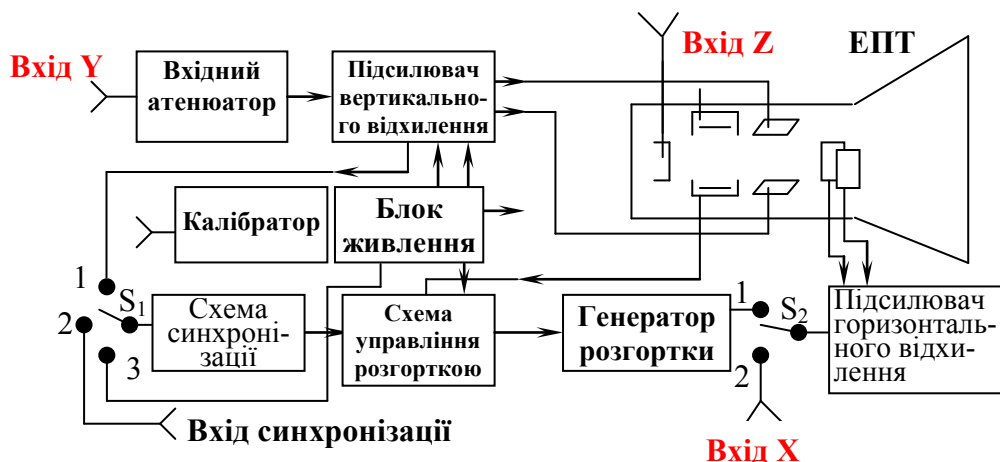 Вхід Y
Вхідний
атенюатор
Підсилювач
вертикально-
го відхилення
Вхід Z
ЕПТ
Калібратор
Блок
живлення
1
2
3
S1
Схема
синхроні-
зації
Схема
управління
розгорткою
Генератор
розгортки
1
2
S2
Підсилювач
горизонталь-
ного відхи-
лення
Вхід синхронізації
Вхід X